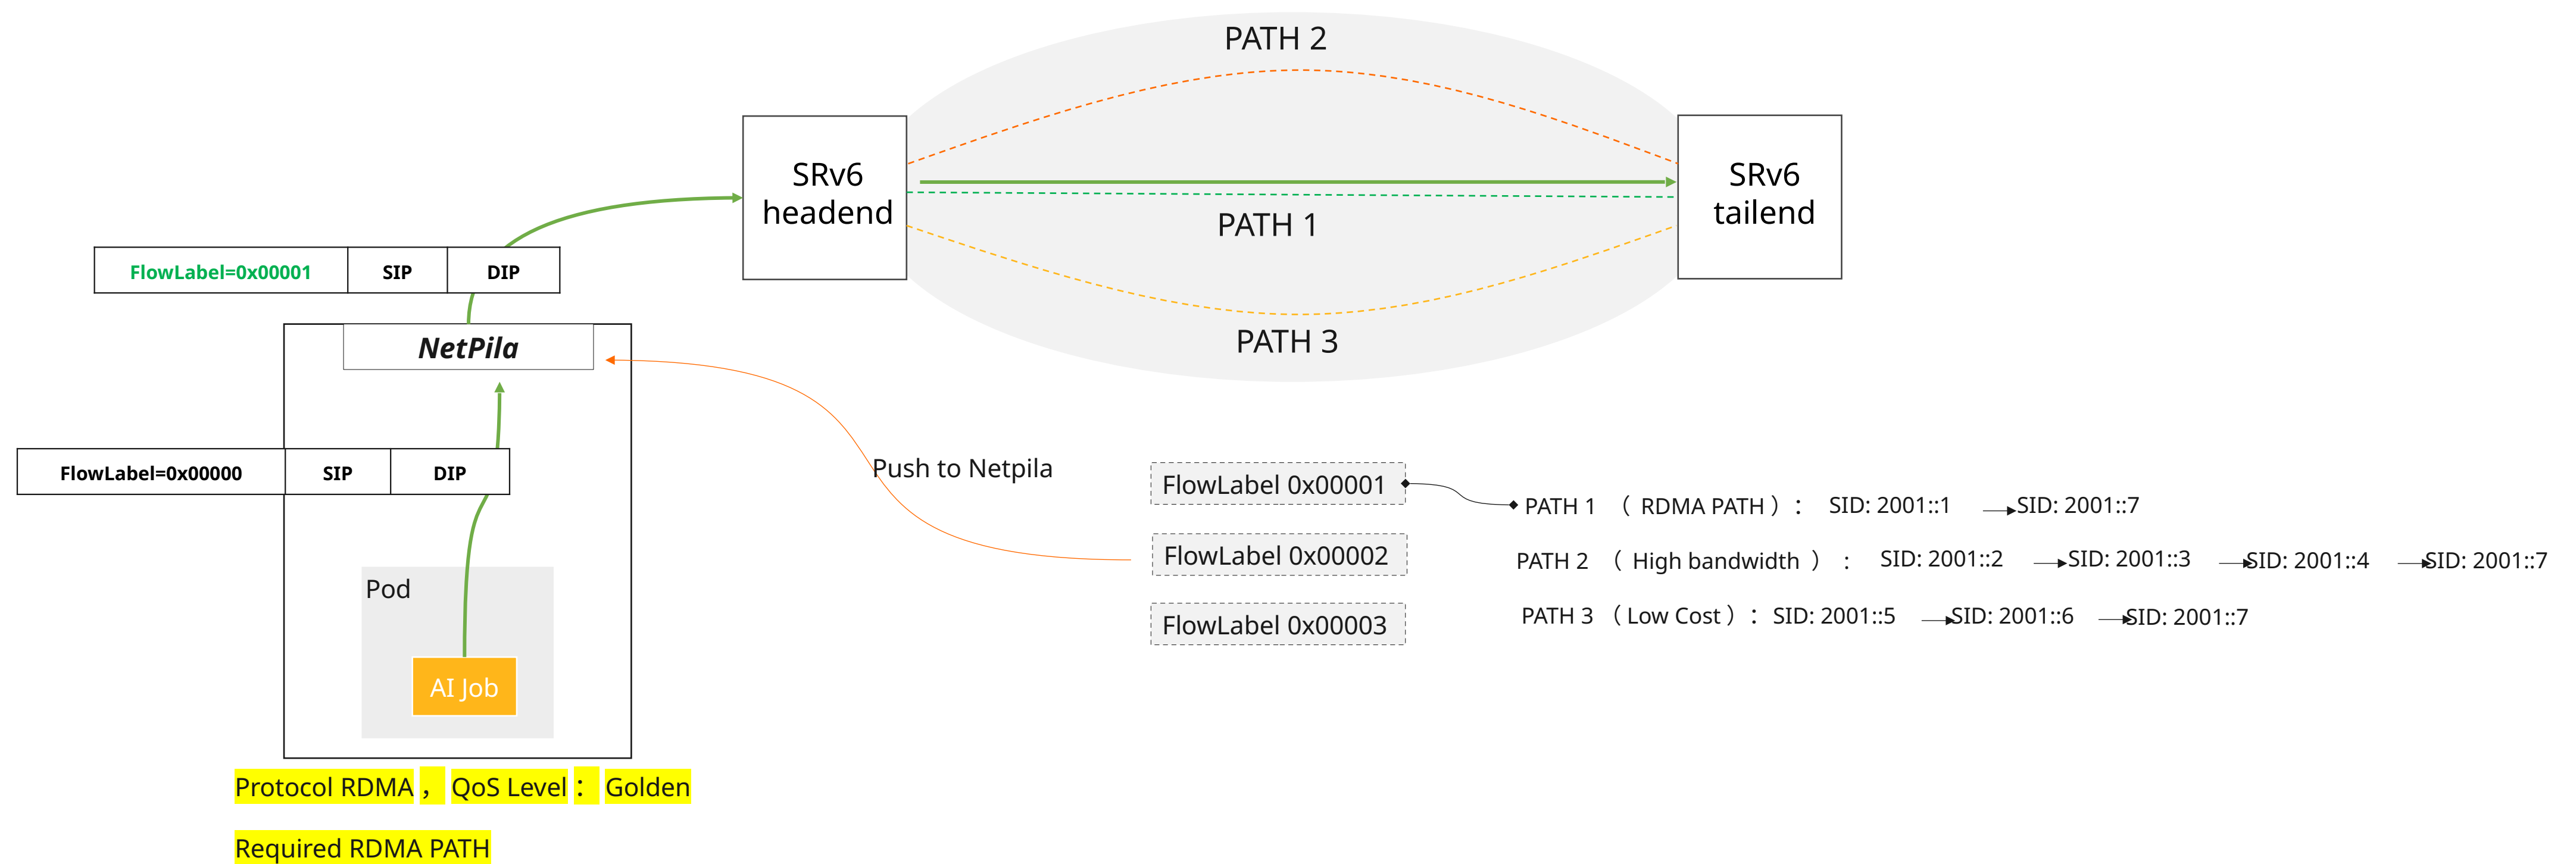 PATH 2
SRv6
headend
SRv6
tailend
PATH 1
PATH 3
FlowLabel=0x00001 SIP DIP
NetPila
FlowLabel=0x00000 SIP DIP
Pod
AI Job
Protocol RDMA ， QoS Level ： Golden
Required RDMA PATH
Push to Netpila
FlowLabel 0x00001
FlowLabel 0x00002
FlowLabel 0x00003
PATH 1 （ RDMA PATH ）： SID: 2001::1 SID: 2001::7
PATH 2 （ High bandwidth ） ： SID: 2001::2 SID: 2001::3 SID: 2001::4 SID: 2001::7
PATH 3 （ Low Cost ）： SID: 2001::5 SID: 2001::6 SID: 2001::7